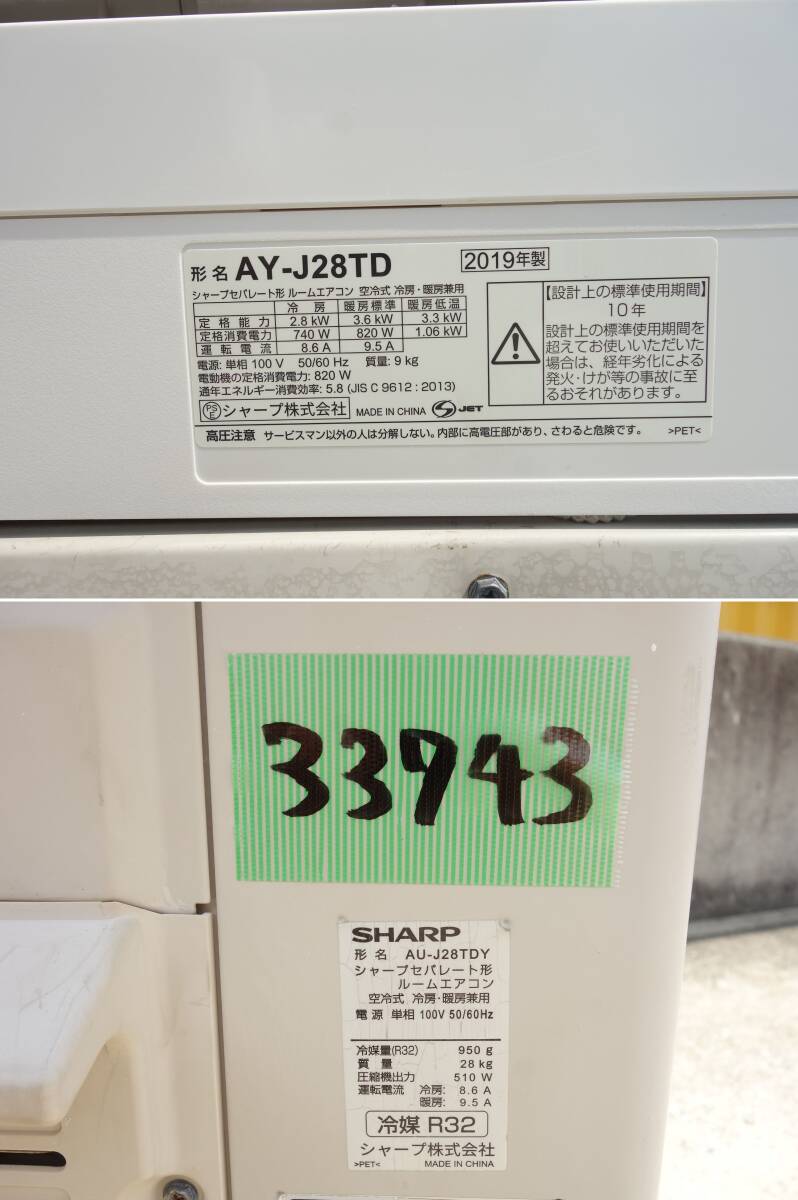 形名 AY-J28TD 2019年製
シャープセパレート形 ルームエアコン 空冷式 冷房・暖房兼用
冷房 暖房標準 暖房低温
定格能力 2.8 kW 3.6 kW 3.3 kW
定格消費電力 740 W 820 W 1.06 kW
運転電流 8.6 A 9.5 A
電源: 単相 100 V 50/60 Hz 質量: 9 kg
電動機の定格消費電力: 820 W
通年エネルギー消費効率: 5.8 (JIS C 9612 : 2013)
PSE シャープ株式会社 MADE IN CHINA S JET
【設計上の標準使用期間】
10 年
設計上の標準使用期間を
超えてお使いいただいた
場合は、経年劣化による
発火・けが等の事故に至
るおそれがあります。
高圧注意 サービスマン以外の人は分解しない。内部に高電圧部があり、さわると危険です。 >PET<
33743
SHARP
形名 AU-J28TDY
シャープセパレート形
ルームエアコン
空冷式 冷房・暖房兼用
電源 単相 100V 50/60Hz
冷媒量(R32) 950 g
質量 28 kg
圧縮機出力 510 W
運転電流 冷房: 8.6 A
暖房: 9.5 A
冷媒 R32
シャープ株式会社
>PET< MADE IN CHINA